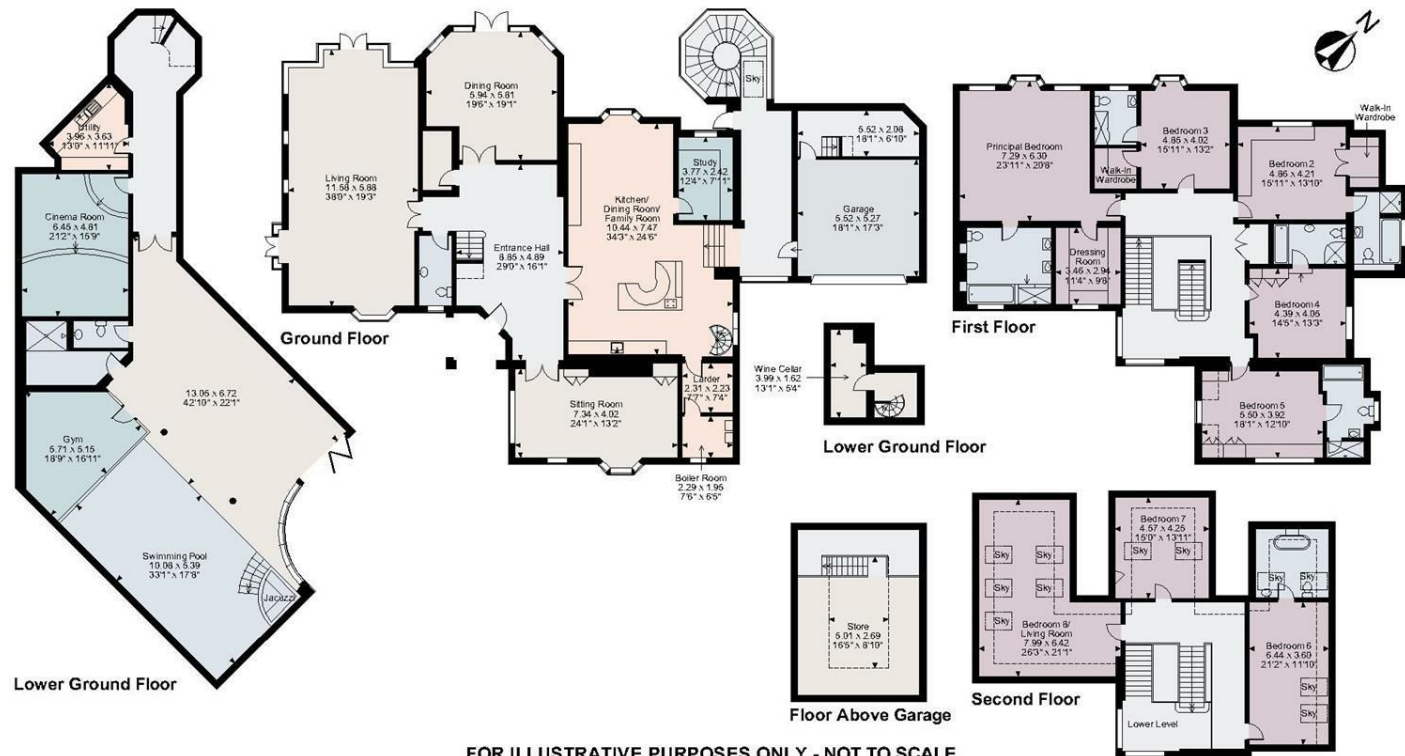 Utility
3.96 x 3.63
13'0" x 11'11"
Cinema Room
6.45 x 4.81
21'2" x 15'9"
Gym
5.71 x 5.15
18'9" x 16'11"
13.05 x 6.72
42'10" x 22'1"
Swimming Pool
10.08 x 5.39
33'1" x 17'8"
Jacuzzi
Lower Ground Floor
Living Room
11.58 x 5.88
38'0" x 19'3"
Dining Room
5.94 x 5.81
19'6" x 19'1"
Entrance Hall
8.85 x 4.89
29'0" x 16'1"
Kitchen/
Dining Room/
Family Room
10.44 x 7.47
34'3" x 24'6"
Study
3.77 x 2.42
12'4" x 7'11"
Sky
5.52 x 2.08
18'1" x 6'10"
Garage
5.52 x 5.27
18'1" x 17'3"
Ground Floor
Sitting Room
7.34 x 4.02
24'1" x 13'2"
Larder
2.31 x 2.23
7'7" x 7'4"
Boiler Room
2.29 x 1.95
7'6" x 6'5"
Wine Cellar
3.99 x 1.62
13'1" x 5'4"
Lower Ground Floor
Store
5.01 x 2.69
16'5" x 8'10"
Floor Above Garage
N
Principal Bedroom
7.29 x 6.30
23'11" x 20'8"
Walk-In
Wardrobe
Bedroom 3
4.85 x 4.02
15'11" x 13'2"
Bedroom 2
4.86 x 4.21
15'11" x 13'10"
Walk-In
Wardrobe
Dressing
Room
3.46 x 2.94
11'4" x 9'8"
Bedroom 4
4.39 x 4.05
14'5" x 13'3"
First Floor
Bedroom 5
5.50 x 3.92
18'1" x 12'10"
Bedroom 7
4.57 x 4.25
15'0" x 13'11"
Sky
Sky
Sky
Sky
Sky
Sky
Sky
Bedroom 8/
Living Room
7.99 x 6.42
26'3" x 21'1"
Sky
Sky
Bedroom 6
6.44 x 3.60
21'2" x 11'10"
Sky
Sky
Lower Level
Second Floor
FOR ILLUSTRATIVE PURPOSES ONLY - NOT TO SCALE